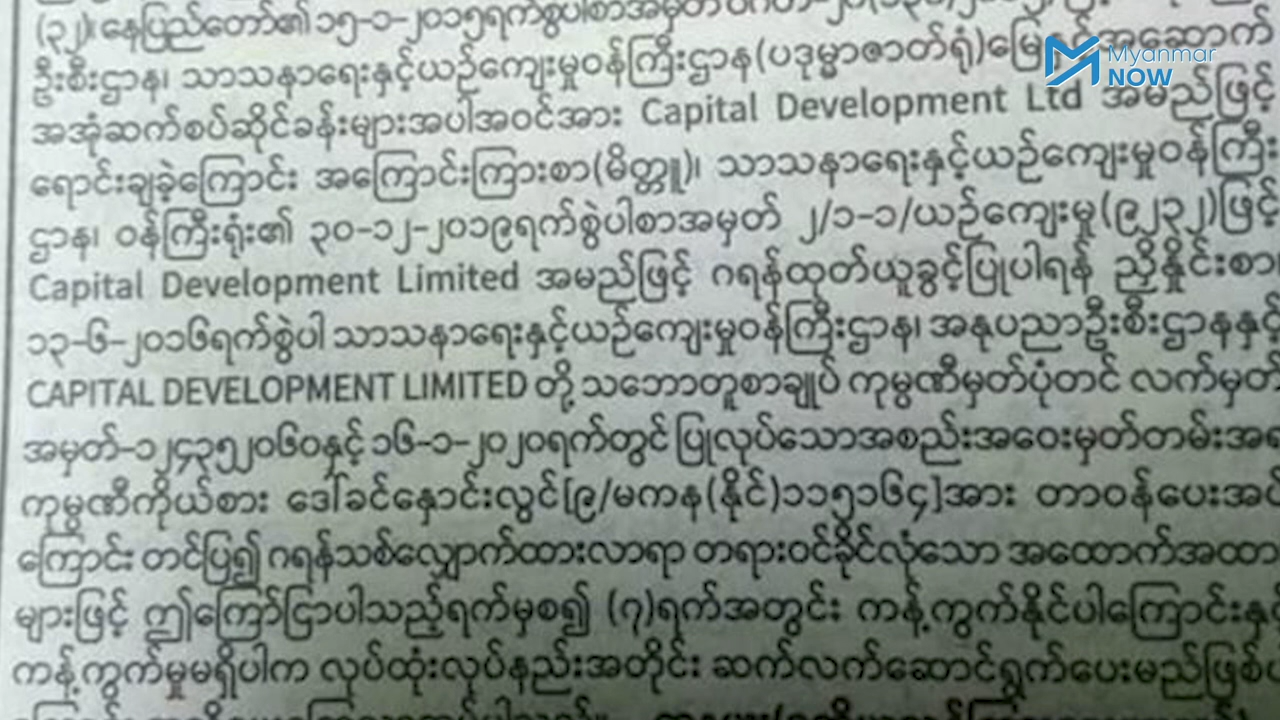 (၃၂)၊ နေပြည်တော်၏ ၁၅-၁-၂၀၁၅ရက်စွဲပါစာအမှတ်
ဦးစီးဌာန၊ သာသနာရေးနှင့်ယဉ်ကျေးမှုဝန်ကြီးဌာန(ပဒုမ္မာဇာတ်ရုံ)မြေနှင့်အဆောက်
Myanmar
NOW
အအုံဆက်စပ်ဆိုင်ခန်းများအပါအဝင်အား Capital Development Ltd အမည်ဖြင့်
ရောင်းချခဲ့ကြောင်း အကြောင်းကြားစာ(မိတ္တူ)၊ သာသနာရေးနှင့်ယဉ်ကျေးမှုဝန်ကြီး
ဌာန၊ ဝန်ကြီးရုံး၏ ၃၀-၁၂-၂၀၁၉ရက်စွဲပါစာအမှတ် ၂/၁-၁/ယဉ်ကျေးမှု(၉၂၃၂)ဖြင့်
Capital Development Limited အမည်ဖြင့် ဂရန်ထုတ်ယူခွင့်ပြုပါရန် ညှိနှိုင်းစာ၊
၁၃-၆-၂၀၁၆ရက်စွဲပါ သာသနာရေးနှင့်ယဉ်ကျေးမှုဝန်ကြီးဌာန၊ အနုပညာဦးစီးဌာနနှင့်
CAPITAL DEVELOPMENT LIMITED တို့ သဘောတူစာချုပ် ကုမ္ပဏီမှတ်ပုံတင် လက်မှတ်
အမှတ်-၁၂၄၃၅၂၀၆၀နှင့် ၁၆-၁-၂၀၂၀ရက်တွင် ပြုလုပ်သောအစည်းအဝေးမှတ်တမ်းအရ
ကုမ္ပဏီကိုယ်စား ဒေါ်ခင်နှောင်းလွင်[၉/မကန(နိုင်)၁၁၅၁၆၄]အား တာဝန်ပေးအပ်
ကြောင်း တင်ပြ၍ ဂရန်သစ်လျှောက်ထားလာရာ တရားဝင်ခိုင်လုံသော အထောက်အထား
များဖြင့် ဤကြော်ငြာပါသည့်ရက်မှစ၍ (၇)ရက်အတွင်း ကန့်ကွက်နိုင်ပါကြောင်းနှင့်
ကန့်ကွက်မှုမရှိပါက လုပ်ထုံးလုပ်နည်းအတိုင်း ဆက်လက်ဆောင်ရွက်ပေးမည်ဖြစ်ပါ